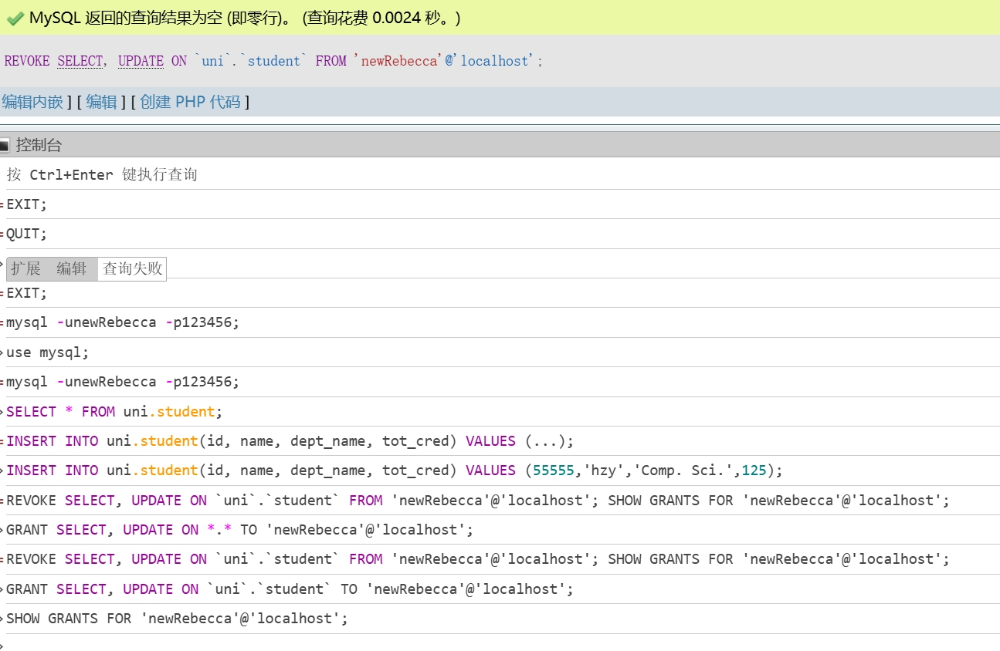 MySQL 返回的查询结果为空 (即零行)。 (查询花费 0.0024 秒。)
REVOKE SELECT, UPDATE ON `uni`.`student` FROM 'newRebecca'@'localhost';
编辑内嵌 ] [ 编辑 ] [ 创建 PHP 代码 ]
控制台
按 Ctrl+Enter 键执行查询
EXIT;
QUIT;
扩展 编辑 查询失败
EXIT;
mysql -unewRebecca -p123456;
use mysql;
mysql -unewRebecca -p123456;
SELECT * FROM uni.student;
INSERT INTO uni.student(id, name, dept_name, tot_cred) VALUES (...);
INSERT INTO uni.student(id, name, dept_name, tot_cred) VALUES (55555,'hzy','Comp. Sci.',125);
REVOKE SELECT, UPDATE ON `uni`.`student` FROM 'newRebecca'@'localhost'; SHOW GRANTS FOR 'newRebecca'@'localhost';
GRANT SELECT, UPDATE ON *.* TO 'newRebecca'@'localhost';
REVOKE SELECT, UPDATE ON `uni`.`student` FROM 'newRebecca'@'localhost'; SHOW GRANTS FOR 'newRebecca'@'localhost';
GRANT SELECT, UPDATE ON `uni`.`student` TO 'newRebecca'@'localhost';
SHOW GRANTS FOR 'newRebecca'@'localhost';